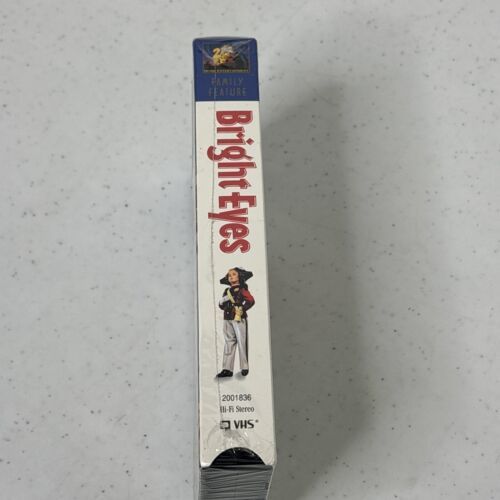 FAMILY
FEATURE
Bright Eyes
2001836
Hi-Fi Stereo
VHS